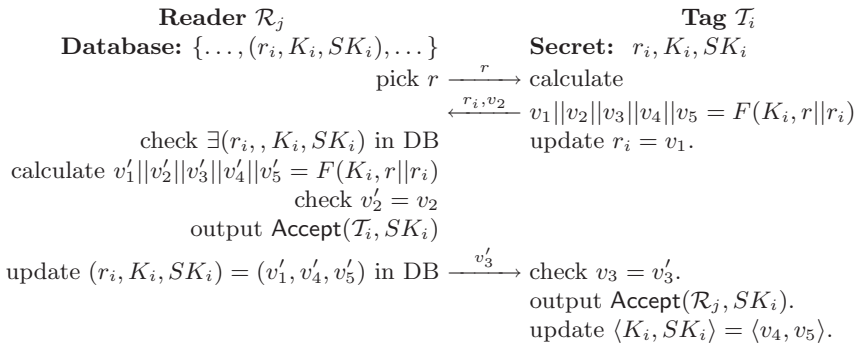 Reader R_j Tag T_i
Database: {..., (r_i, K_i, SK_i), ...} Secret: r_i, K_i, SK_i
pick r —r→ calculate
←r_i,v_2— v_1||v_2||v_3||v_4||v_5 = F(K_i, r||r_i)
check ∃(r_i, , K_i, SK_i) in DB update r_i = v_1.
calculate v′_1||v′_2||v′_3||v′_4||v′_5 = F(K_i, r||r_i)
check v′_2 = v_2
output Accept(T_i, SK_i)
update (r_i, K_i, SK_i) = (v′_1, v′_4, v′_5) in DB —v′_3→ check v_3 = v′_3.
output Accept(R_j, SK_i).
update ⟨K_i, SK_i⟩ = ⟨v_4, v_5⟩.